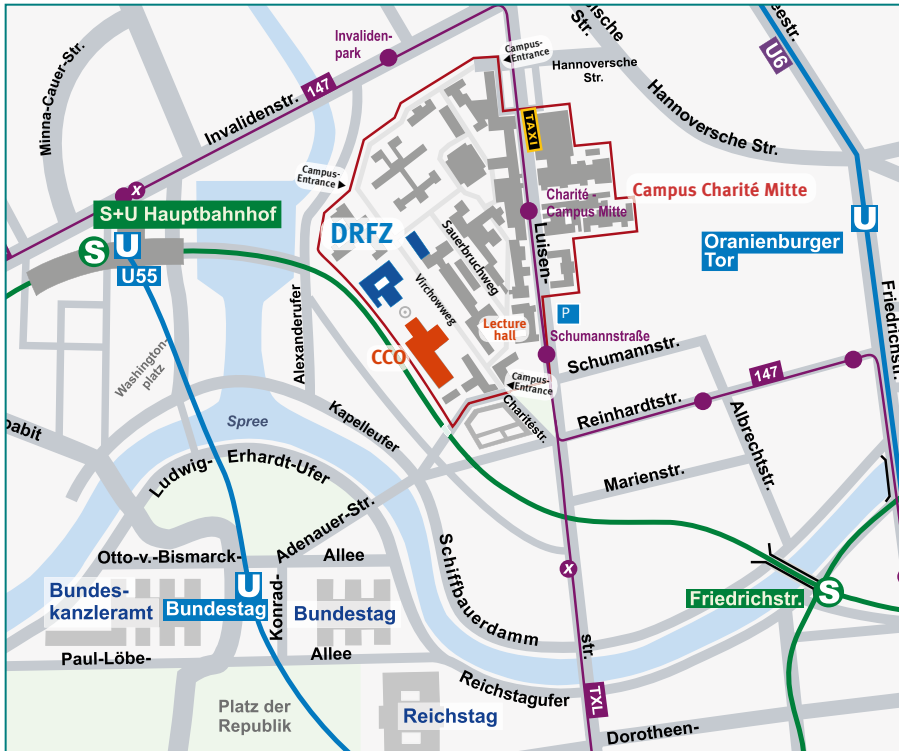 Minna-Cauer-Str.
Invalidenstr.
147
Invaliden-
park
Campus-
Entrance
Hannoversche
Str.
Hannoversche Str.
U6
TAXI
Campus-
Entrance
x
S+U Hauptbahnhof
S
U
U55
DRFZ
Sauerbruchweg
Virchowweg
Charité -
Campus Mitte
Campus Charité Mitte
Luisen-
Oranienburger
Tor
U
Friedrichstr.
P
Schumannstraße
Schumannstr.
Lecture
hall
CCO
Campus-
Entrance
Charitéstr.
Alexanderufer
Washington-
platz
147
Reinhardtstr.
Albrechtstr.
Marienstr.
Kapelleufer
Spree
Ludwig-
Erhardt-Ufer
Adenauer-Str.
Konrad-
Otto-v.-Bismarck-
Allee
Schiffbauerdamm
x
Bundes-
kanzleramt
U
Bundestag
Bundestag
Friedrichstr.
S
str.
Paul-Löbe-
Allee
Reichstagufer
TXL
Platz der
Republik
Reichstag
Dorotheen-